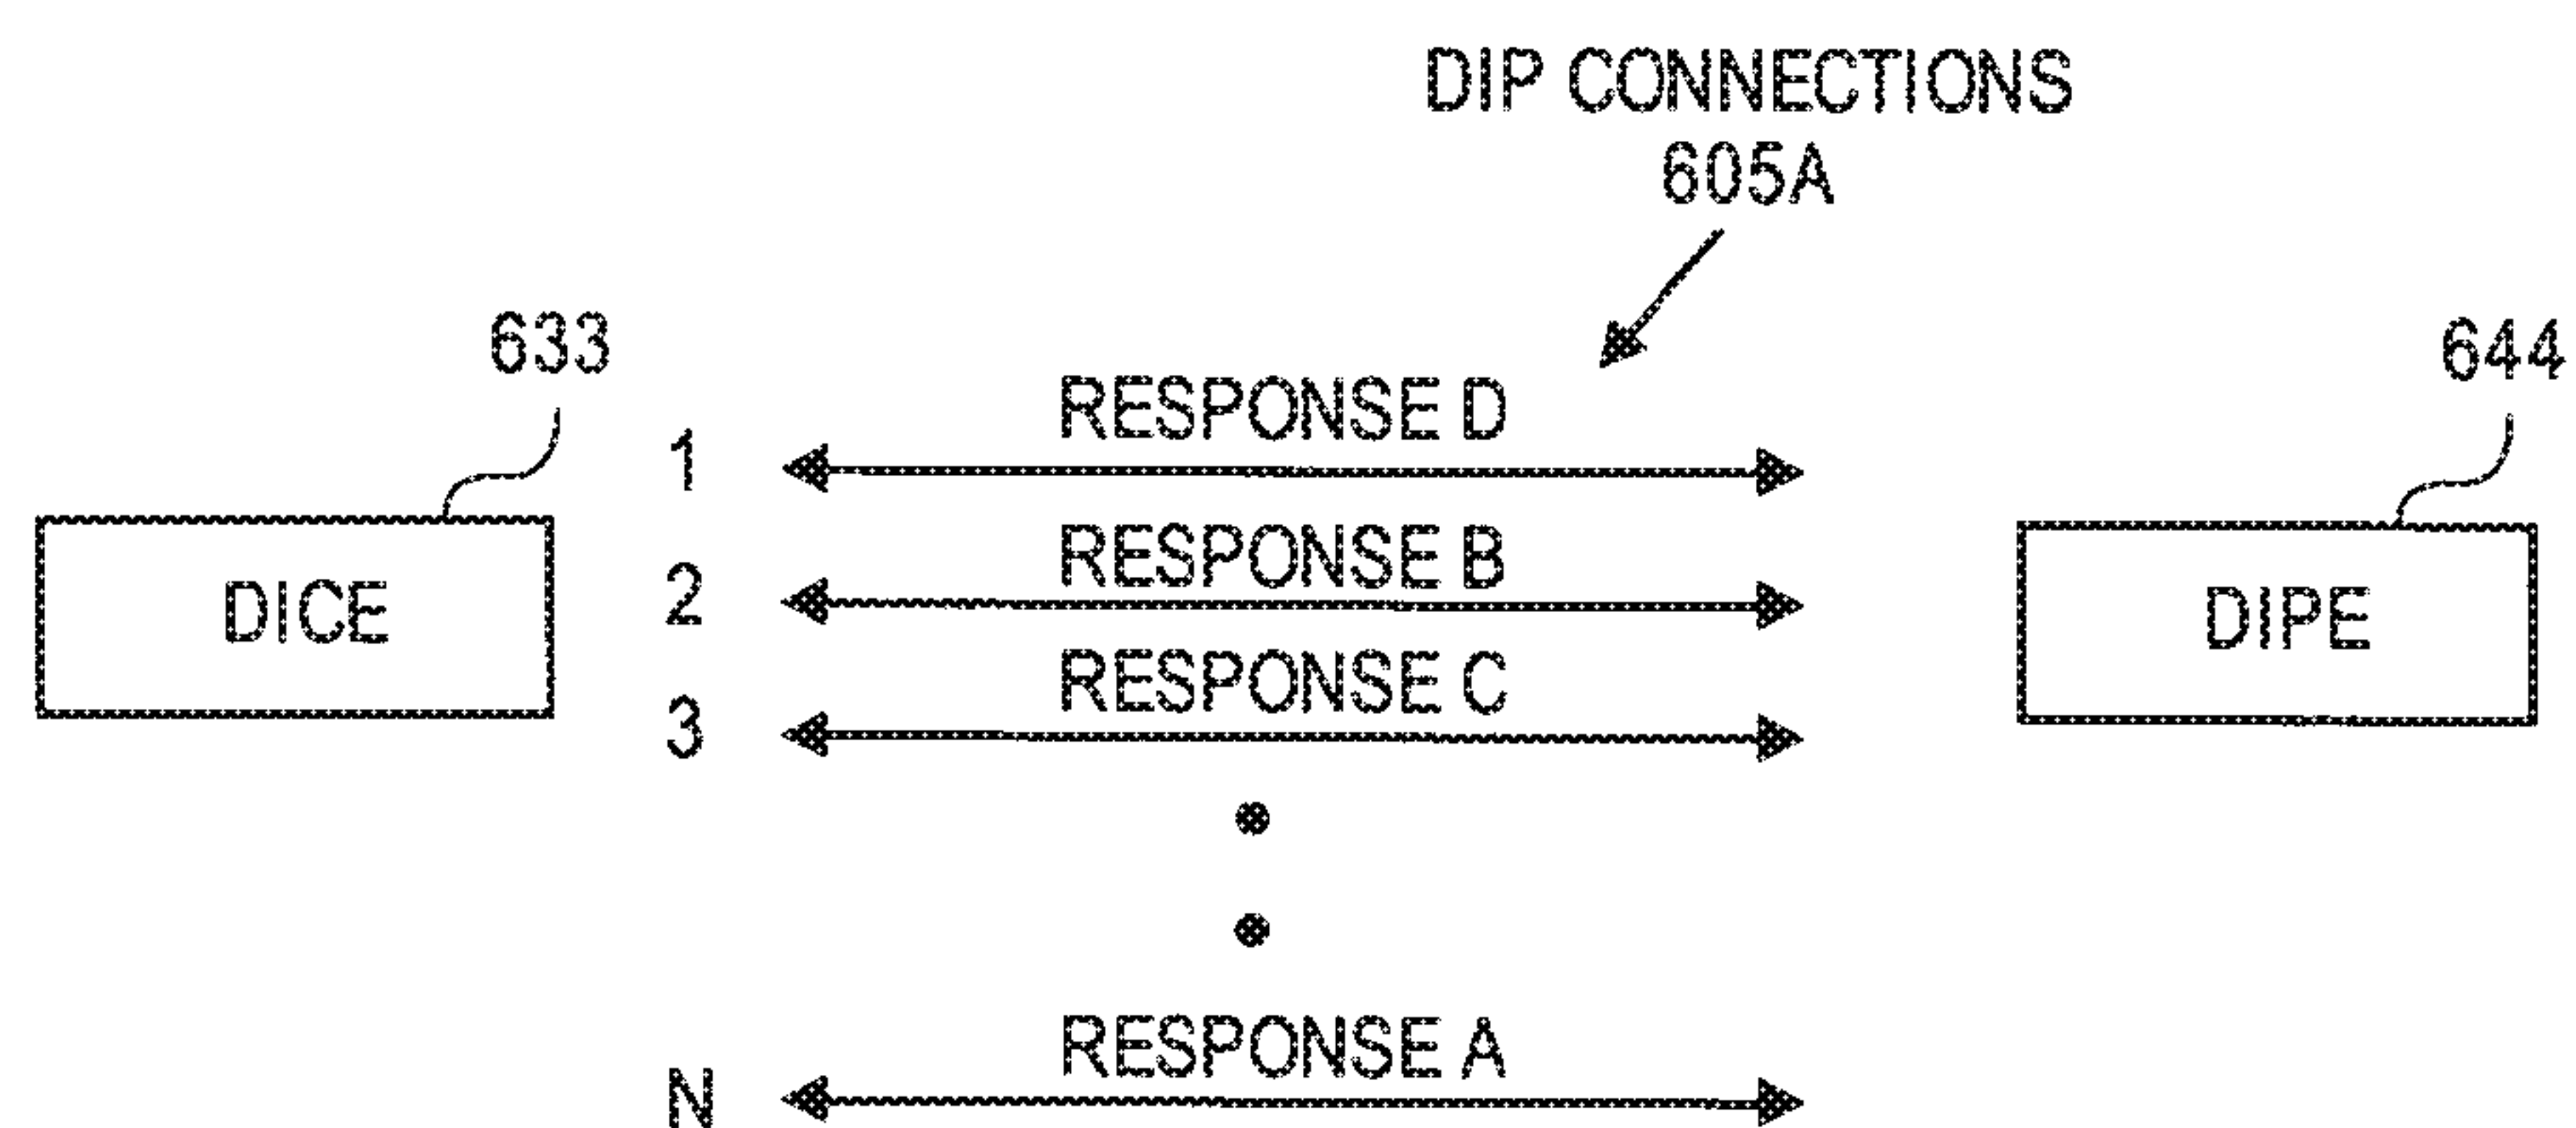 DIP CONNECTIONS
605A
633
644
RESPONSE D
1
RESPONSE B
2
DICE
DIPE
RESPONSE C
3
RESPONSE A
N